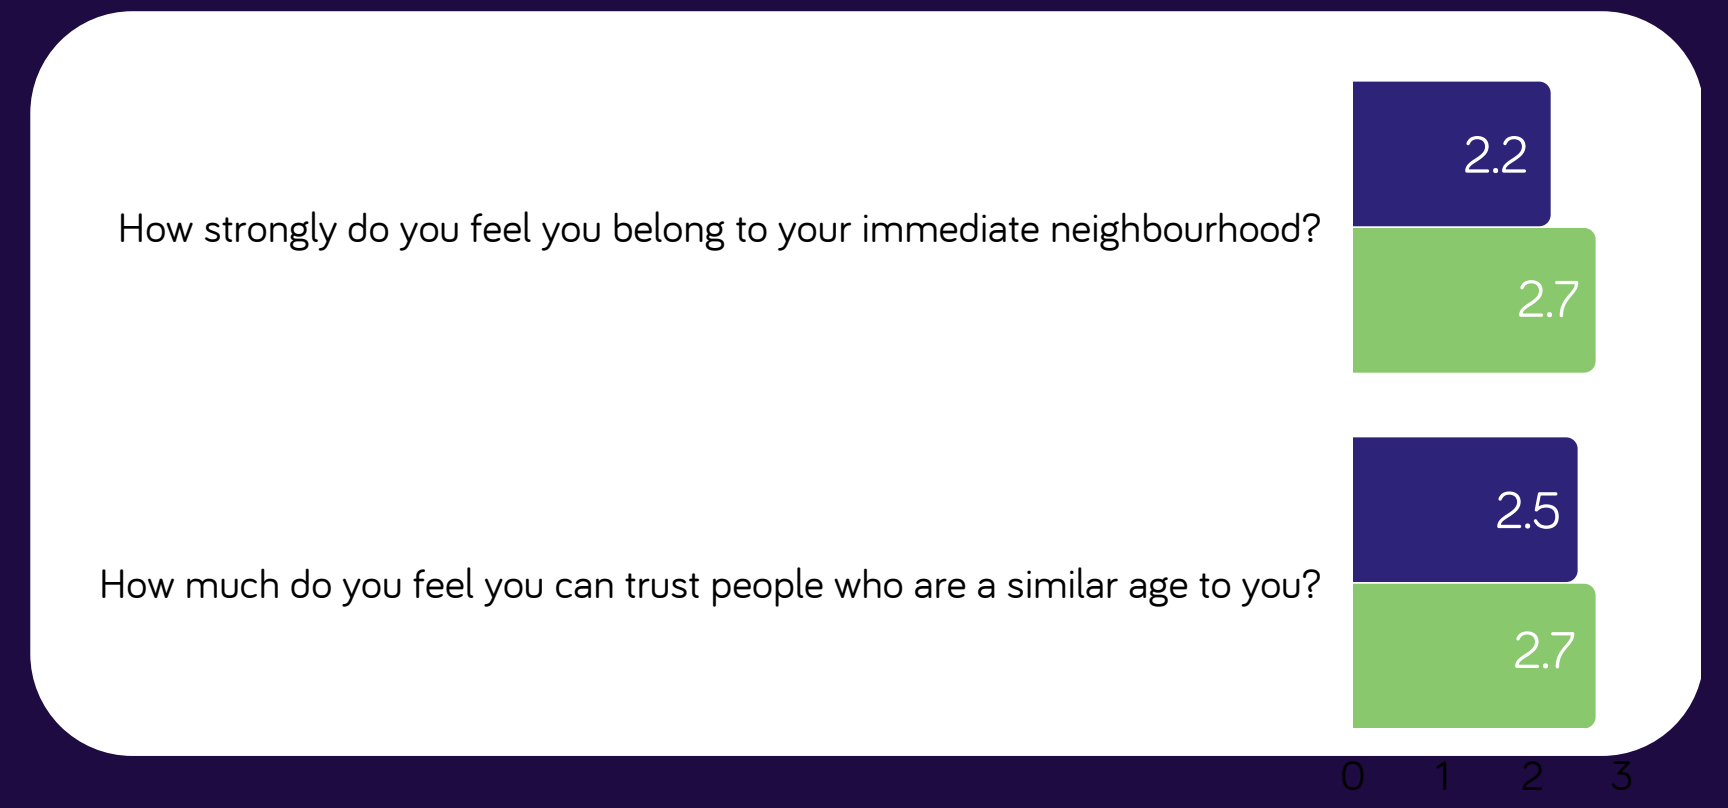 2.2
How strongly do you feel you belong to your immediate neighbourhood?
2.7
2.5
How much do you feel you can trust people who are a similar age to you?
2.7
0 1 2 3